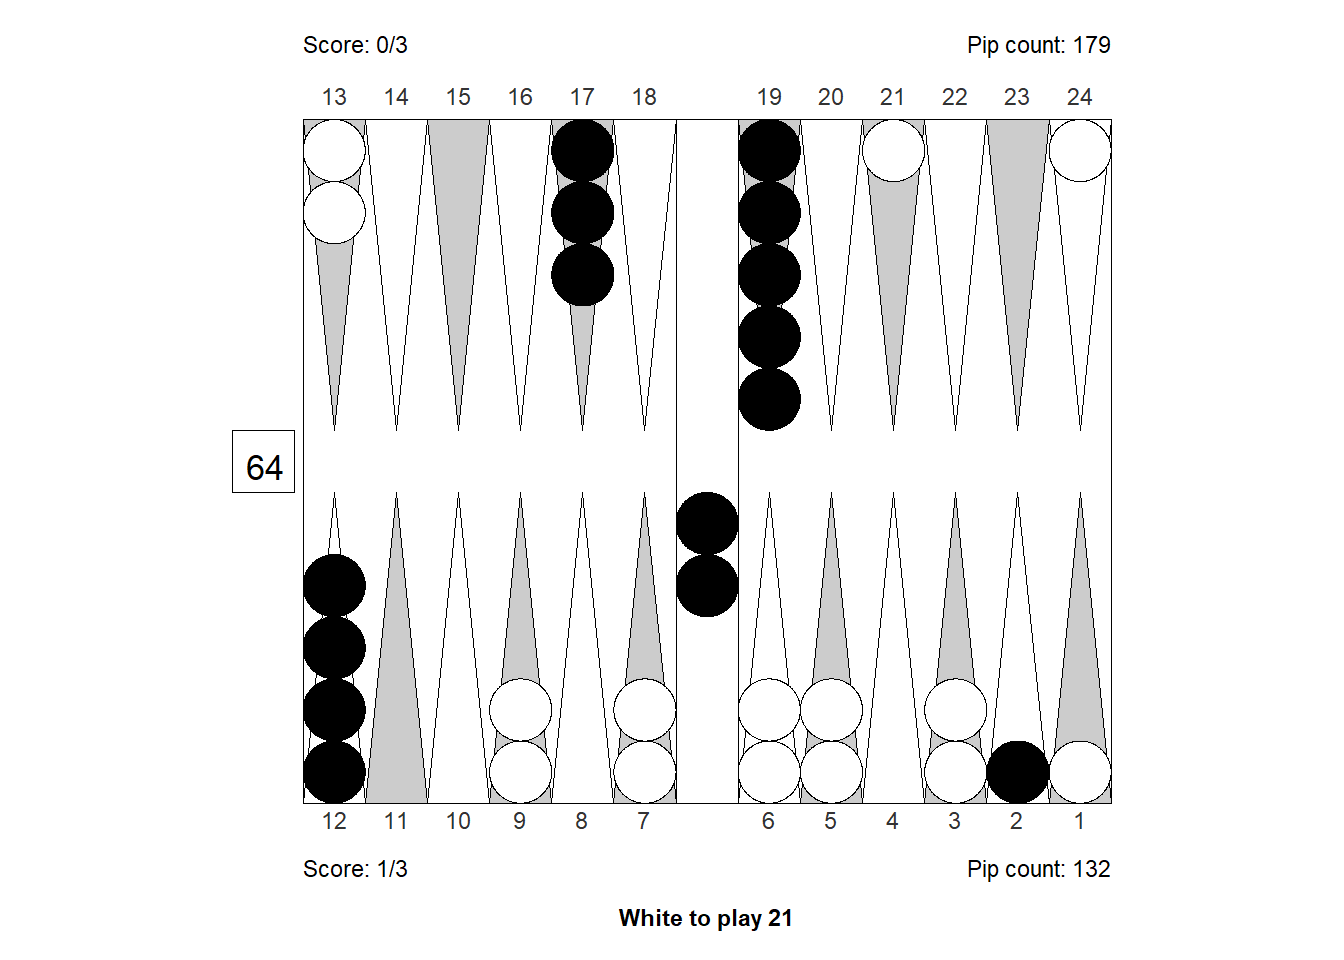 Score: 0/3 Pip count: 179
13 14 15 16 17 18 19 20 21 22 23 24
64
12 11 10 9 8 7 6 5 4 3 2 1
Score: 1/3 Pip count: 132
White to play 21